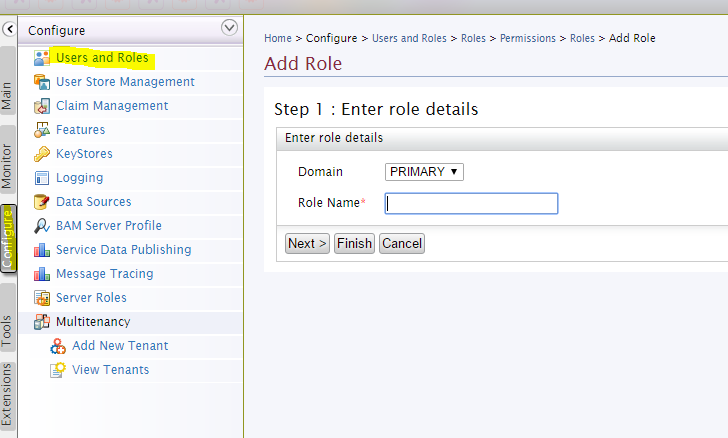 Main
Monitor
Configure
Tools
Extensions
Configure
Users and Roles
User Store Management
Claim Management
Features
KeyStores
Logging
Data Sources
BAM Server Profile
Service Data Publishing
Message Tracing
Server Roles
Multitenancy
Add New Tenant
View Tenants
Home > Configure > Users and Roles > Roles > Permissions > Roles > Add Role
Add Role
Step 1 : Enter role details
Enter role details
Domain PRIMARY
Role Name*
Next > Finish Cancel